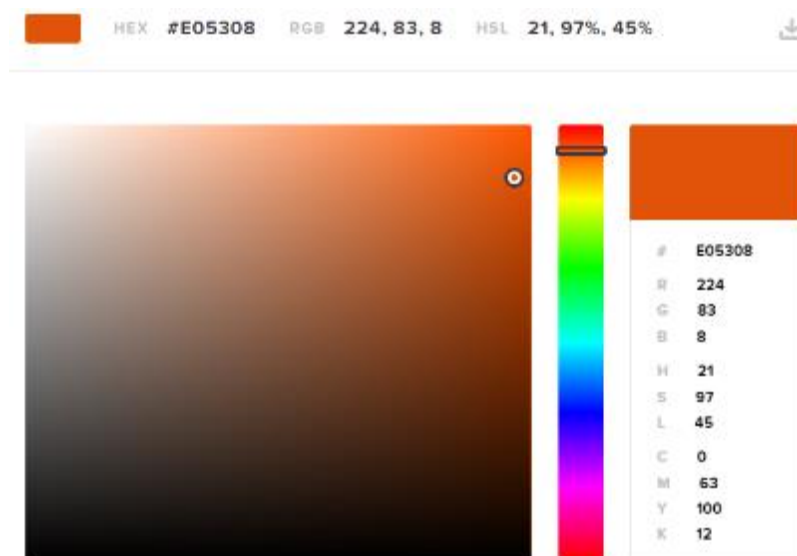 HEX #E05308 RGB 224, 83, 8 HSL 21, 97%, 45%
# E05308
R 224
G 83
B 8
H 21
S 97
L 45
C 0
M 63
Y 100
K 12